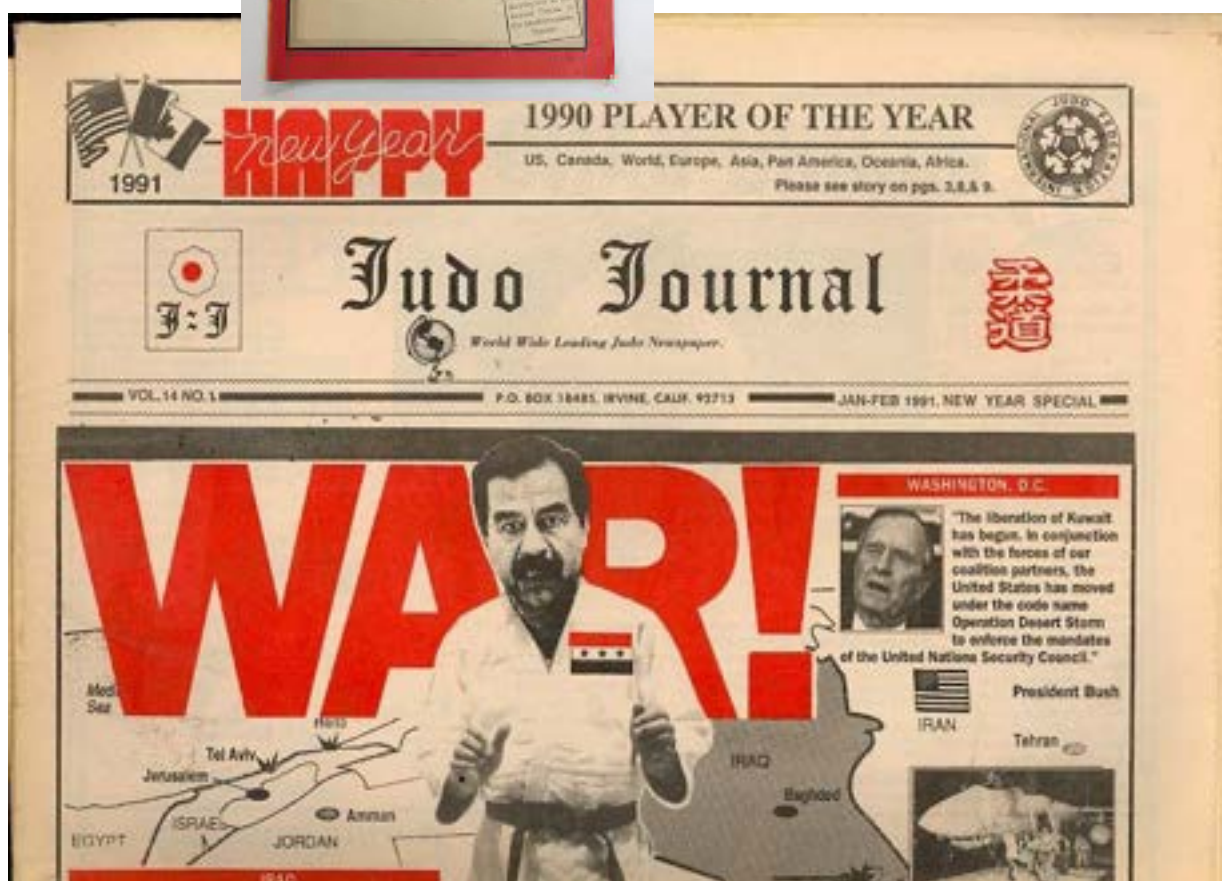 1990 PLAYER OF THE YEAR
HAPPY
new year
US, Canada, World, Europe, Asia, Pan America, Oceania, Africa.
Please see story on pgs. 3,8,& 9.
1991
JUDO FEDERATION
INTERNATIONAL
Judo Journal
J:J
柔道
World Wide Leading Judo Newspaper.
VOL. 14 NO. 1 P.O. BOX 18485, IRVINE, CALIF. 92713 JAN-FEB 1991. NEW YEAR SPECIAL
WAR!
WASHINGTON, D.C.
"The liberation of Kuwait
has begun. In conjunction
with the forces of our
coalition partners, the
United States has moved
under the code name
Operation Desert Storm
to enforce the mandates
of the United Nations Security Council."
President Bush
Sea
IRAN
Tehran
Tel Aviv
Jerusalem
IRAQ
Baghdad
Amman
ISRAEL
EGYPT
JORDAN
IRAQ